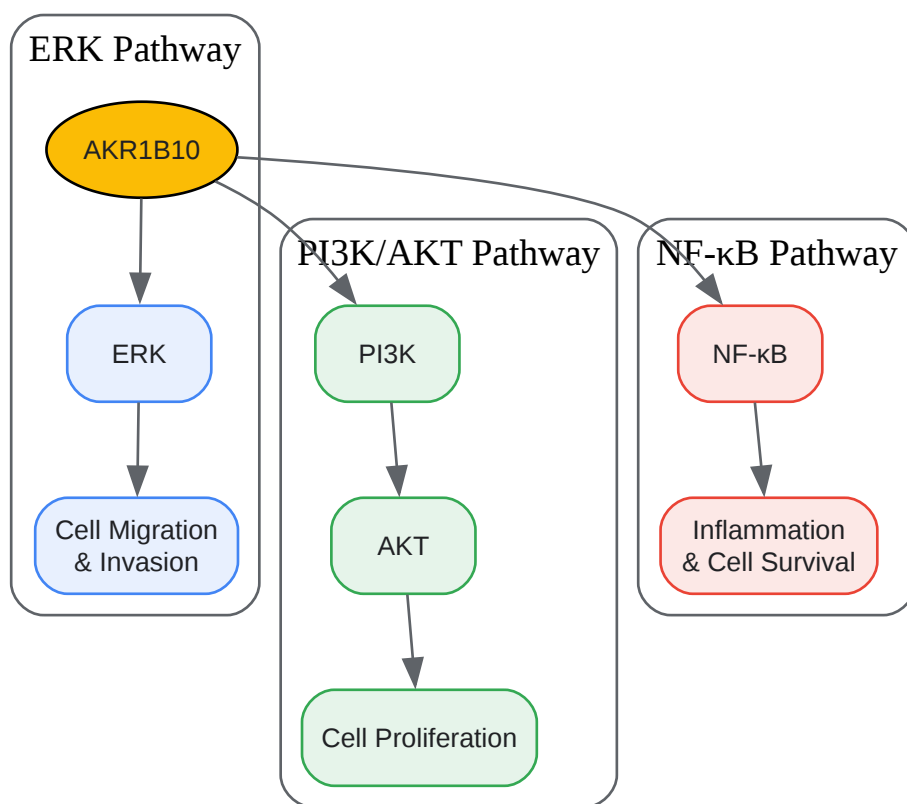 ERK Pathway
AKR1B10
ERK
Cell Migration
& Invasion
PI3K/AKT Pathway
PI3K
AKT
Cell Proliferation
NF-κB Pathway
NF-κB
Inflammation
& Cell Survival